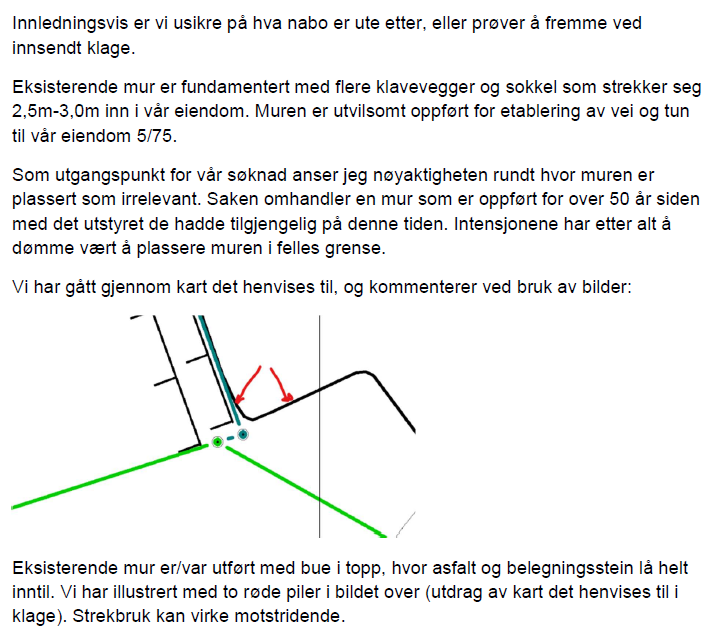 Innledningsvis er vi usikre på hva nabo er ute etter, eller prøver å fremme ved
innsendt klage.
Eksisterende mur er fundamentert med flere klavevegger og sokkel som strekker seg
2,5m-3,0m inn i vår eiendom. Muren er utvilsomt oppført for etablering av vei og tun
til vår eiendom 5/75.
Som utgangspunkt for vår søknad anser jeg nøyaktigheten rundt hvor muren er
plassert som irrelevant. Saken omhandler en mur som er oppført for over 50 år siden
med det utstyret de hadde tilgjengelig på denne tiden. Intensjonene har etter alt å
dømme vært å plassere muren i felles grense.
Vi har gått gjennom kart det henvises til, og kommenterer ved bruk av bilder:
Eksisterende mur er/var utført med bue i topp, hvor asfalt og belegningsstein lå helt
inntil. Vi har illustrert med to røde piler i bildet over (utdrag av kart det henvises til i
klage). Strekbruk kan virke motstridende.